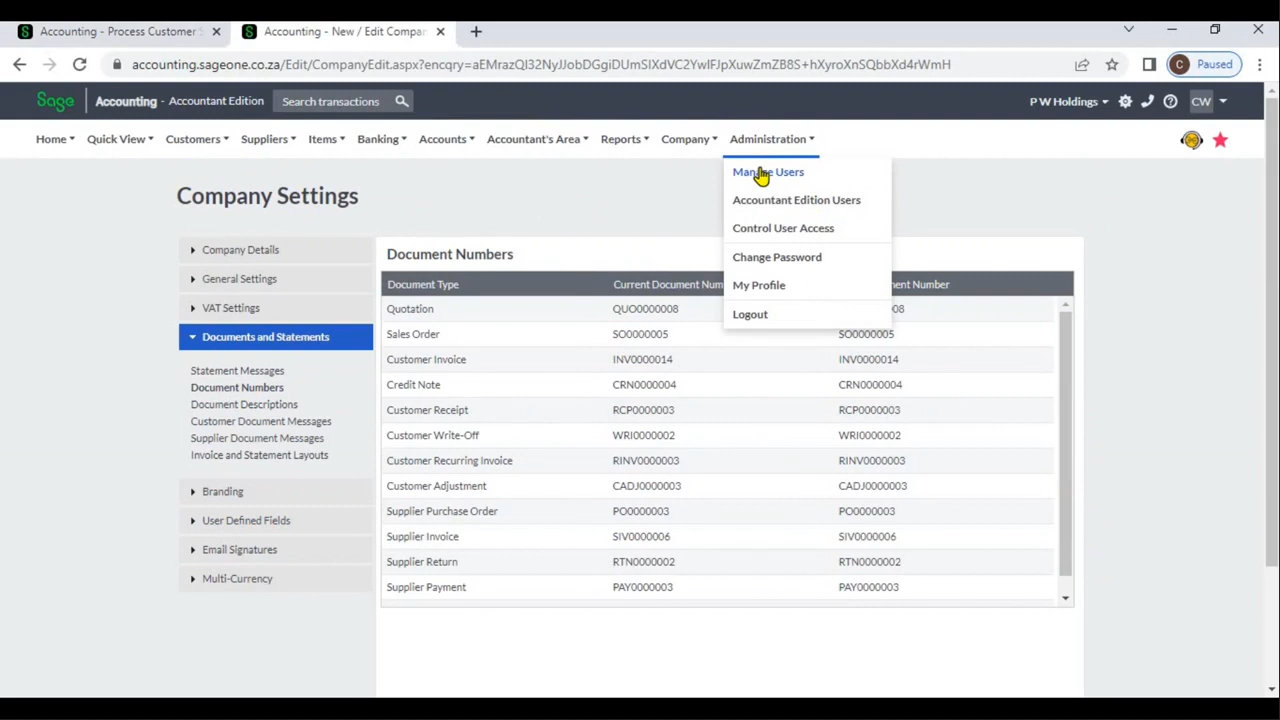 Accounting - Process Customer S
Accounting - New / Edit Compan
accounting.sageone.co.za/Edit/CompanyEdit.aspx?encqry=aEMrazQJ32NyJJobDGgiDUmSIXdVC2YwIFJpXuwZmZB8S+hXyroXnSQbbXd4rWmH
C Paused
Sage Accounting - Accountant Edition Search transactions P W Holdings CW
Home Quick View Customers Suppliers Items Banking Accounts Accountant's Area Reports Company Administration
Manage Users
Accountant Edition Users
Control User Access
Change Password
My Profile
Logout
Company Settings
Company Details
General Settings
VAT Settings
Documents and Statements
Statement Messages
Document Numbers
Document Descriptions
Customer Document Messages
Supplier Document Messages
Invoice and Statement Layouts
Branding
User Defined Fields
Email Signatures
Multi-Currency
Document Numbers
Document Type Current Document Num ment Number
Quotation QUO0000008 08
Sales Order SO0000005 SO0000005
Customer Invoice INV0000014 INV0000014
Credit Note CRN0000004 CRN0000004
Customer Receipt RCP0000003 RCP0000003
Customer Write-Off WRI0000002 WRI0000002
Customer Recurring Invoice RINV0000003 RINV0000003
Customer Adjustment CADJ0000003 CADJ0000003
Supplier Purchase Order PO0000003 PO0000003
Supplier Invoice SIV0000006 SIV0000006
Supplier Return RTN0000002 RTN0000002
Supplier Payment PAY0000003 PAY0000003